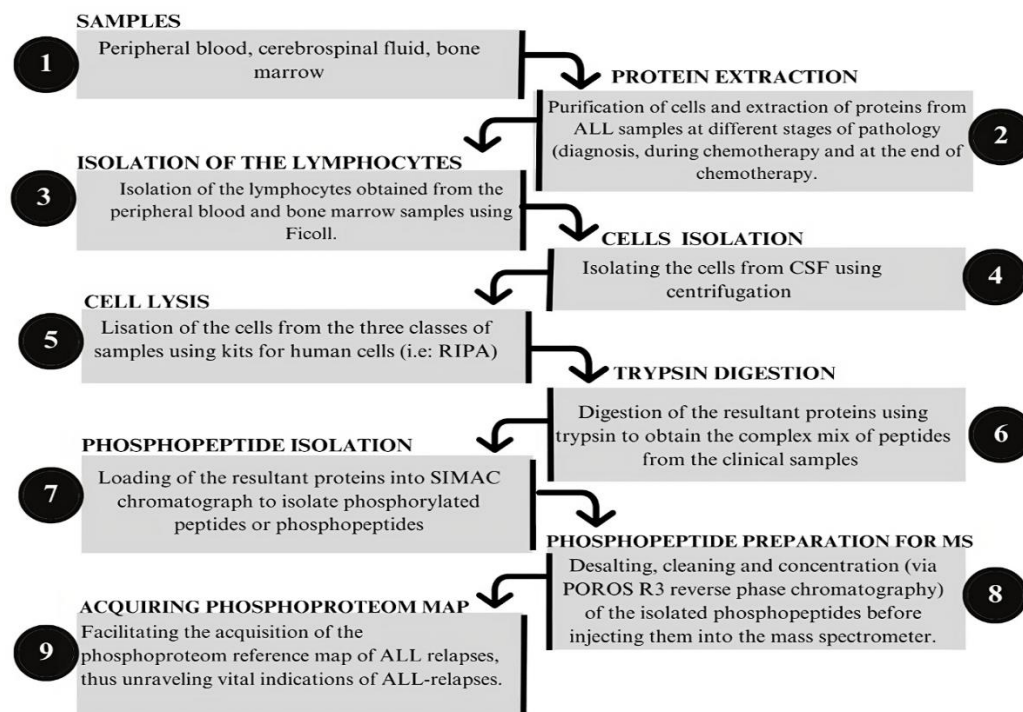 SAMPLES
1
Peripheral blood, cerebrospinal fluid, bone
marrow
PROTEIN EXTRACTION
2
Purification of cells and extraction of proteins from
ALL samples at different stages of pathology
(diagnosis, during chemotherapy and at the end of
chemotherapy.
ISOLATION OF THE LYMPHOCYTES
3
Isolation of the lymphocytes obtained from the
peripheral blood and bone marrow samples using
Ficoll.
CELLS ISOLATION
4
Isolating the cells from CSF using
centrifugation
CELL LYSIS
5
Lisation of the cells from the three classes of
samples using kits for human cells (i.e: RIPA)
TRYPSIN DIGESTION
6
Digestion of the resultant proteins using
trypsin to obtain the complex mix of peptides
from the clinical samples
PHOSPHOPEPTIDE ISOLATION
7
Loading of the resultant proteins into SIMAC
chromatograph to isolate phosphorylated
peptides or phosphopeptides
PHOSPHOPEPTIDE PREPARATION FOR MS
8
Desalting, cleaning and concentration (via
POROS R3 reverse phase chromatography)
of the isolated phosphopeptides before
injecting them into the mass spectrometer.
ACQUIRING PHOSPHOPROTEOM MAP
9
Facilitating the acquisition of the
phosphoproteom reference map of ALL relapses,
thus unraveling vital indications of ALL-relapses.